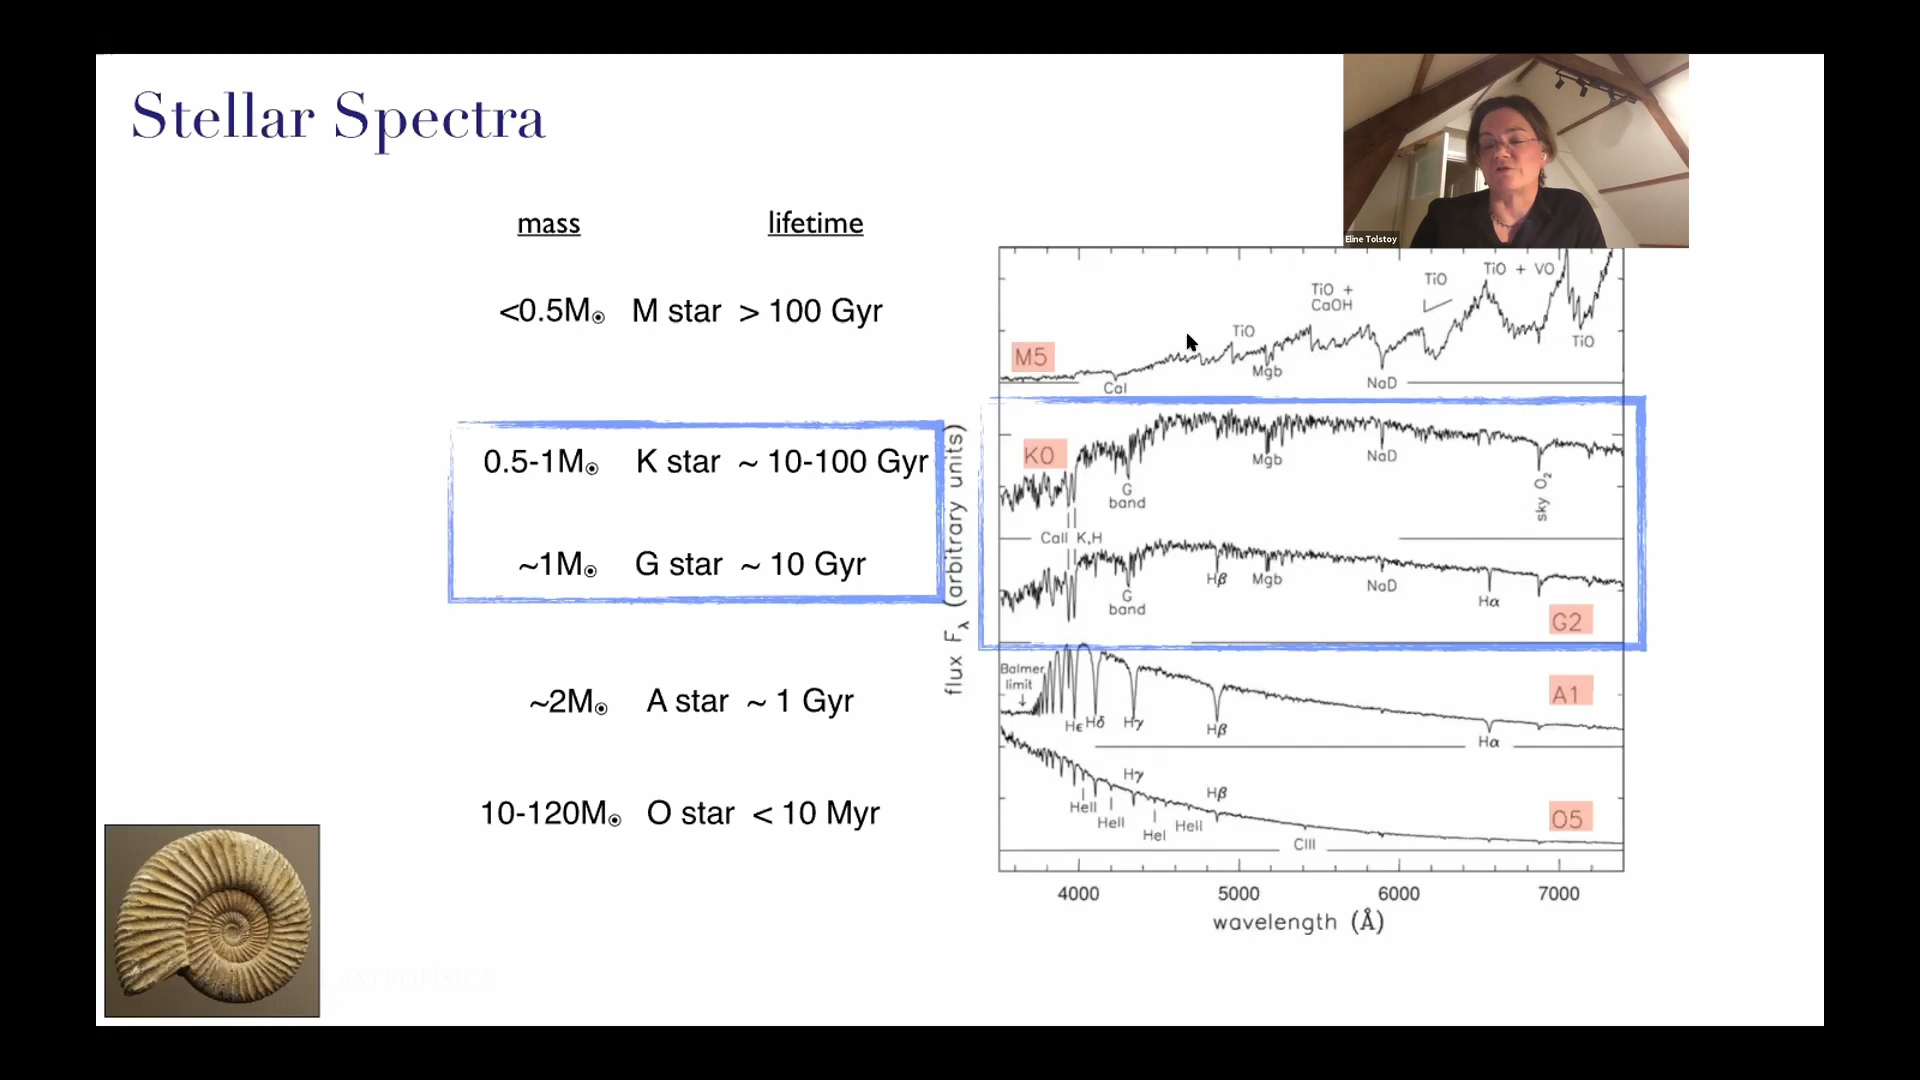 Stellar Spectra
Eline Tolstoy
mass lifetime
<0.5M☉ M star > 100 Gyr
0.5-1M☉ K star ~ 10-100 Gyr
~1M☉ G star ~ 10 Gyr
~2M☉ A star ~ 1 Gyr
10-120M☉ O star < 10 Myr
flux Fλ (arbitrary units)
TiO + VO
TiO
TiO +
CaOH
TiO
TiO
M5
Mgb
CaI
NaD
K0
Mgb
NaD
G
band
sky O2
CaII K,H
Hβ
Mgb
NaD
G
band
Hα
G2
Balmer
limit
A1
Hε Hδ Hγ
Hβ
Hα
Hγ
Hβ
HeII
HeII
HeI
HeII
CIII
O5
4000 5000 6000 7000
wavelength (Å)